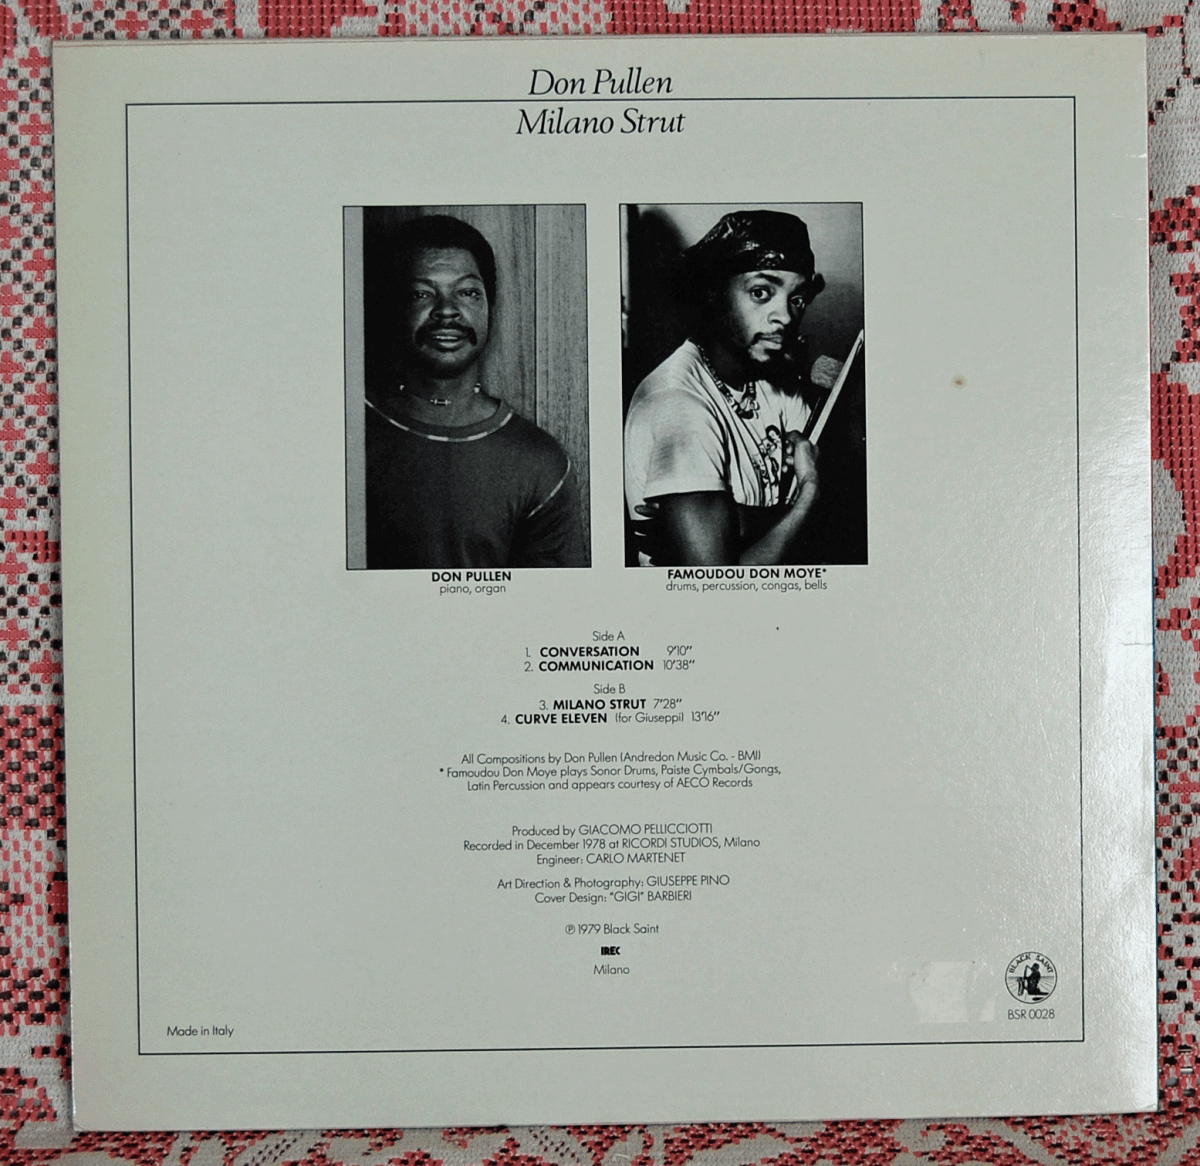 Don Pullen
Milano Strut
DON PULLEN
piano, organ
FAMOUDOU DON MOYE*
drums, percussion, congas, bells
Side A
1. CONVERSATION 9'10"
2. COMMUNICATION 10'38"
Side B
3. MILANO STRUT 7'28"
4. CURVE ELEVEN (for Giuseppi) 13'16"
All Compositions by Don Pullen (Andredon Music Co. - BMI)
* Famoudou Don Moye plays Sonor Drums, Paiste Cymbals/Gongs,
Latin Percussion and appears courtesy of AECO Records
Produced by GIACOMO PELLICCIOTTI
Recorded in December 1978 at RICORDI STUDIOS, Milano
Engineer: CARLO MARTENET
Art Direction & Photography: GIUSEPPE PINO
Cover Design: "GIGI" BARBIERI
℗ 1979 Black Saint
IREC
Milano
BLACK SAINT
BSR 0028
Made in Italy